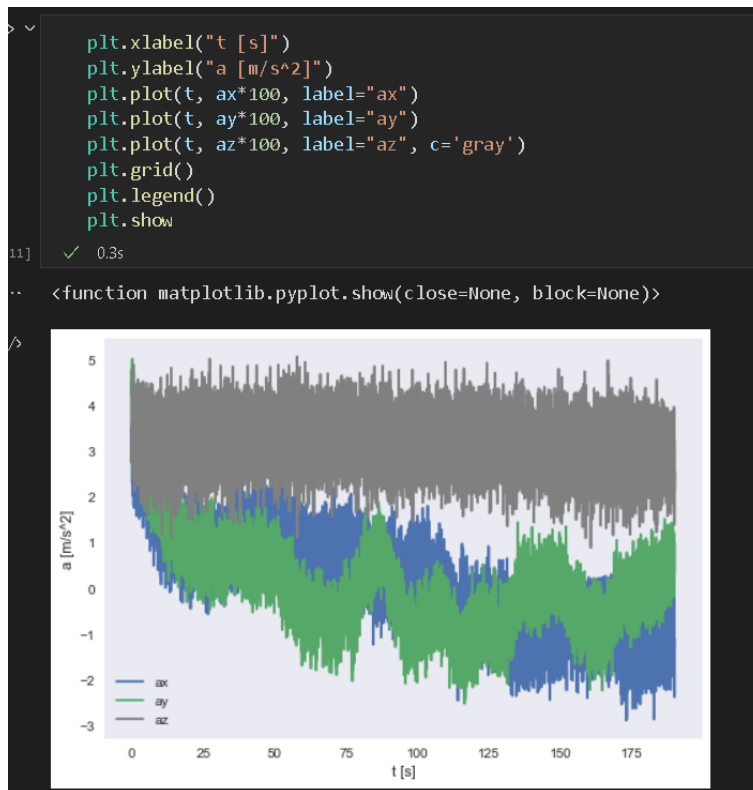 plt.xlabel("t [s]")
plt.ylabel("a [m/s^2]")
plt.plot(t, ax*100, label="ax")
plt.plot(t, ay*100, label="ay")
plt.plot(t, az*100, label="az", c='gray')
plt.grid()
plt.legend()
plt.show
11]
0.3s
<function matplotlib.pyplot.show(close=None, block=None)>
/>
5
4
3
2
1
0
−1
−2
−3
a [m/s^2]
ax
ay
az
0 25 50 75 100 125 150 175
t [s]